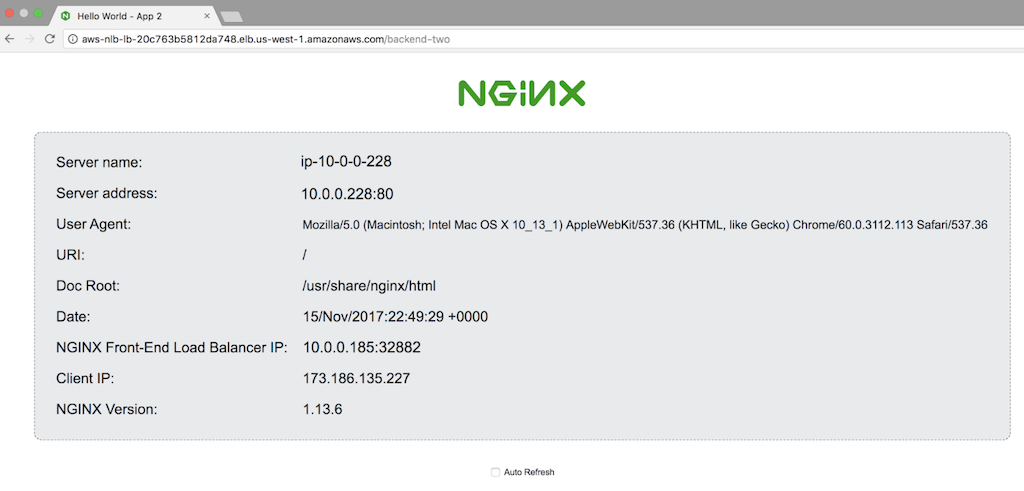 Hello World - App 2
aws-nlb-lb-20c763b5812da748.elb.us-west-1.amazonaws.com/backend-two
NGINX
Server name: ip-10-0-0-228
Server address: 10.0.0.228:80
User Agent: Mozilla/5.0 (Macintosh; Intel Mac OS X 10_13_1) AppleWebKit/537.36 (KHTML, like Gecko) Chrome/60.0.3112.113 Safari/537.36
URI: /
Doc Root: /usr/share/nginx/html
Date: 15/Nov/2017:22:49:29 +0000
NGINX Front-End Load Balancer IP: 10.0.0.185:32882
Client IP: 173.186.135.227
NGINX Version: 1.13.6
Auto Refresh